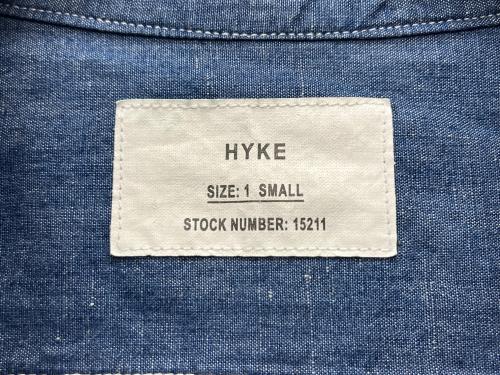 HYKE
SIZE: 1 SMALL
STOCK NUMBER: 15211